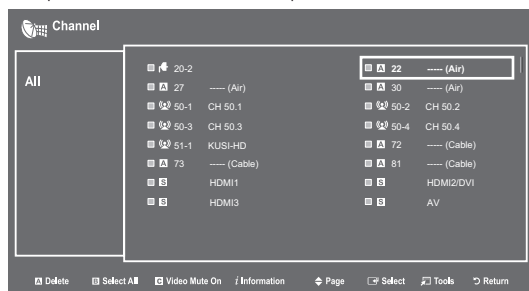 Channel
All
20-2
A 22 ----- (Air)
A 27 ----- (Air)
A 30 ----- (Air)
50-1 CH 50.1
50-2 CH 50.2
50-3 CH 50.3
50-4 CH 50.4
51-1 KUSI-HD
A 72 ----- (Cable)
A 73 ----- (Cable)
A 81 ----- (Cable)
S HDMI1
S HDMI2/DVI
S HDMI3
S AV
A Delete B Select All C Video Mute On i Information Page Select Tools Return